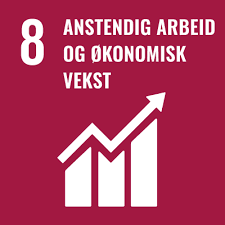 8 ANSTENDIG ARBEID
OG ØKONOMISK
VEKST